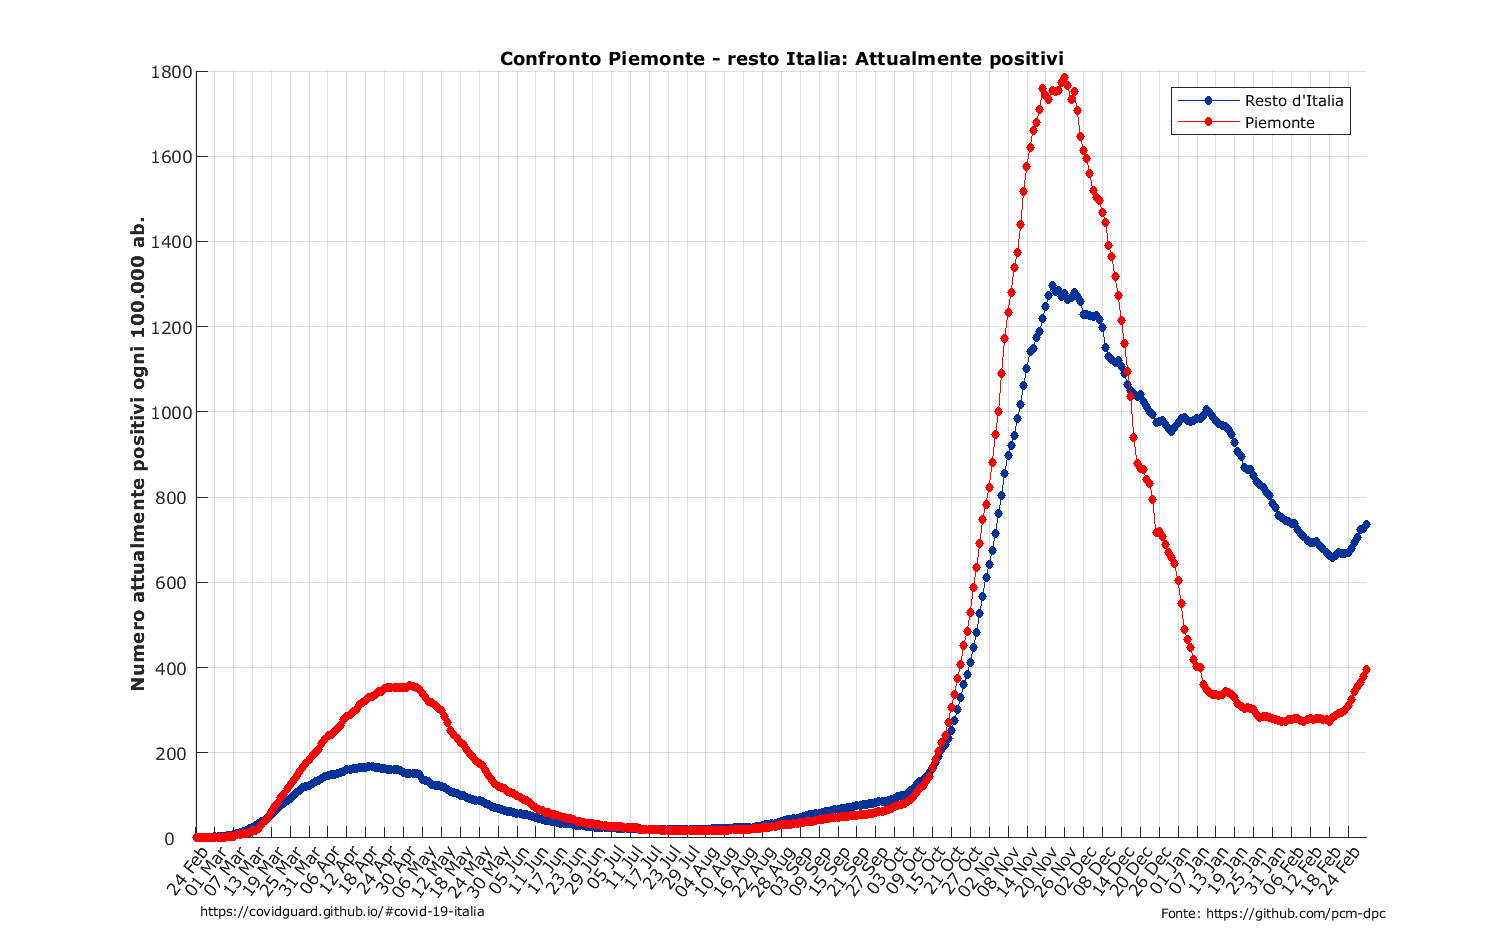 Confronto Piemonte - resto Italia: Attualmente positivi
Numero attualmente positivi ogni 100.000 ab.
1800
1600
1400
1200
1000
800
600
400
200
0
Resto d'Italia
Piemonte
24 Feb
01 Mar
07 Mar
13 Mar
19 Mar
25 Mar
31 Mar
06 Apr
12 Apr
18 Apr
24 Apr
30 Apr
06 May
12 May
18 May
24 May
30 May
05 Jun
11 Jun
17 Jun
23 Jun
29 Jun
05 Jul
11 Jul
17 Jul
23 Jul
29 Jul
04 Aug
10 Aug
16 Aug
22 Aug
28 Aug
03 Sep
09 Sep
15 Sep
21 Sep
27 Sep
03 Oct
09 Oct
15 Oct
21 Oct
27 Oct
02 Nov
08 Nov
14 Nov
20 Nov
26 Nov
02 Dec
08 Dec
14 Dec
20 Dec
26 Dec
01 Jan
07 Jan
13 Jan
19 Jan
25 Jan
31 Jan
06 Feb
12 Feb
18 Feb
24 Feb
https://covidguard.github.io/#covid-19-italia
Fonte: https://github.com/pcm-dpc